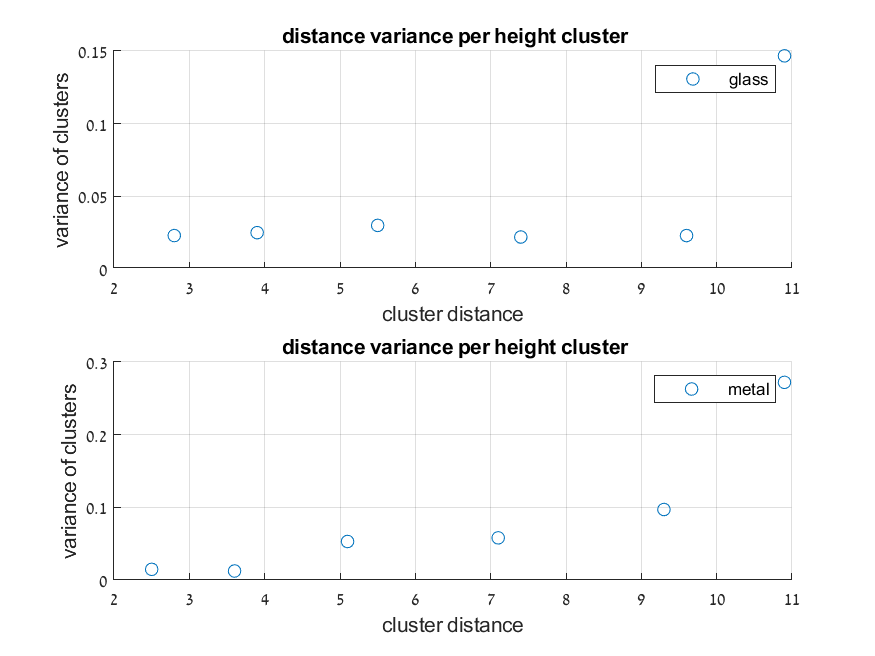 distance variance per height cluster
0.15
0.1
0.05
0
variance of clusters
glass
2 3 4 5 6 7 8 9 10 11
cluster distance
distance variance per height cluster
0.3
0.2
0.1
0
variance of clusters
metal
2 3 4 5 6 7 8 9 10 11
cluster distance